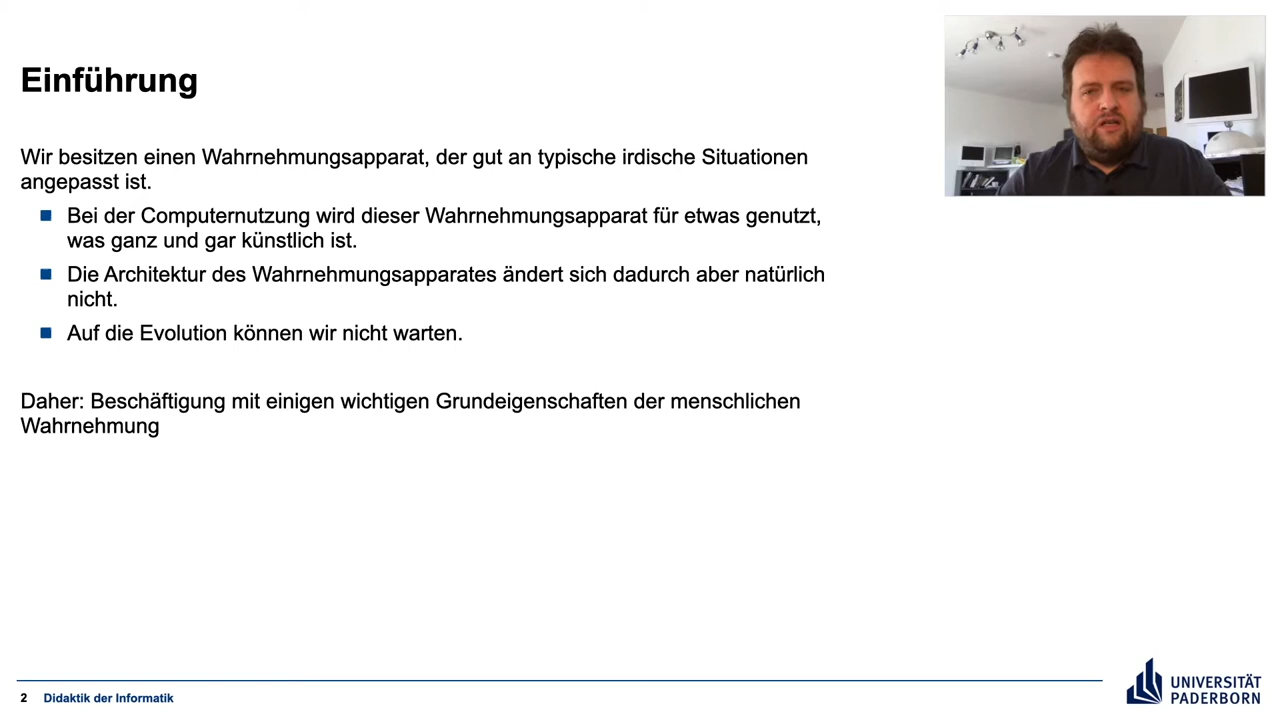 Einführung
Wir besitzen einen Wahrnehmungsapparat, der gut an typische irdische Situationen
angepasst ist.
Bei der Computernutzung wird dieser Wahrnehmungsapparat für etwas genutzt,
was ganz und gar künstlich ist.
Die Architektur des Wahrnehmungsapparates ändert sich dadurch aber natürlich
nicht.
Auf die Evolution können wir nicht warten.
Daher: Beschäftigung mit einigen wichtigen Grundeigenschaften der menschlichen
Wahrnehmung
2 Didaktik der Informatik
UNIVERSITÄT
PADERBORN